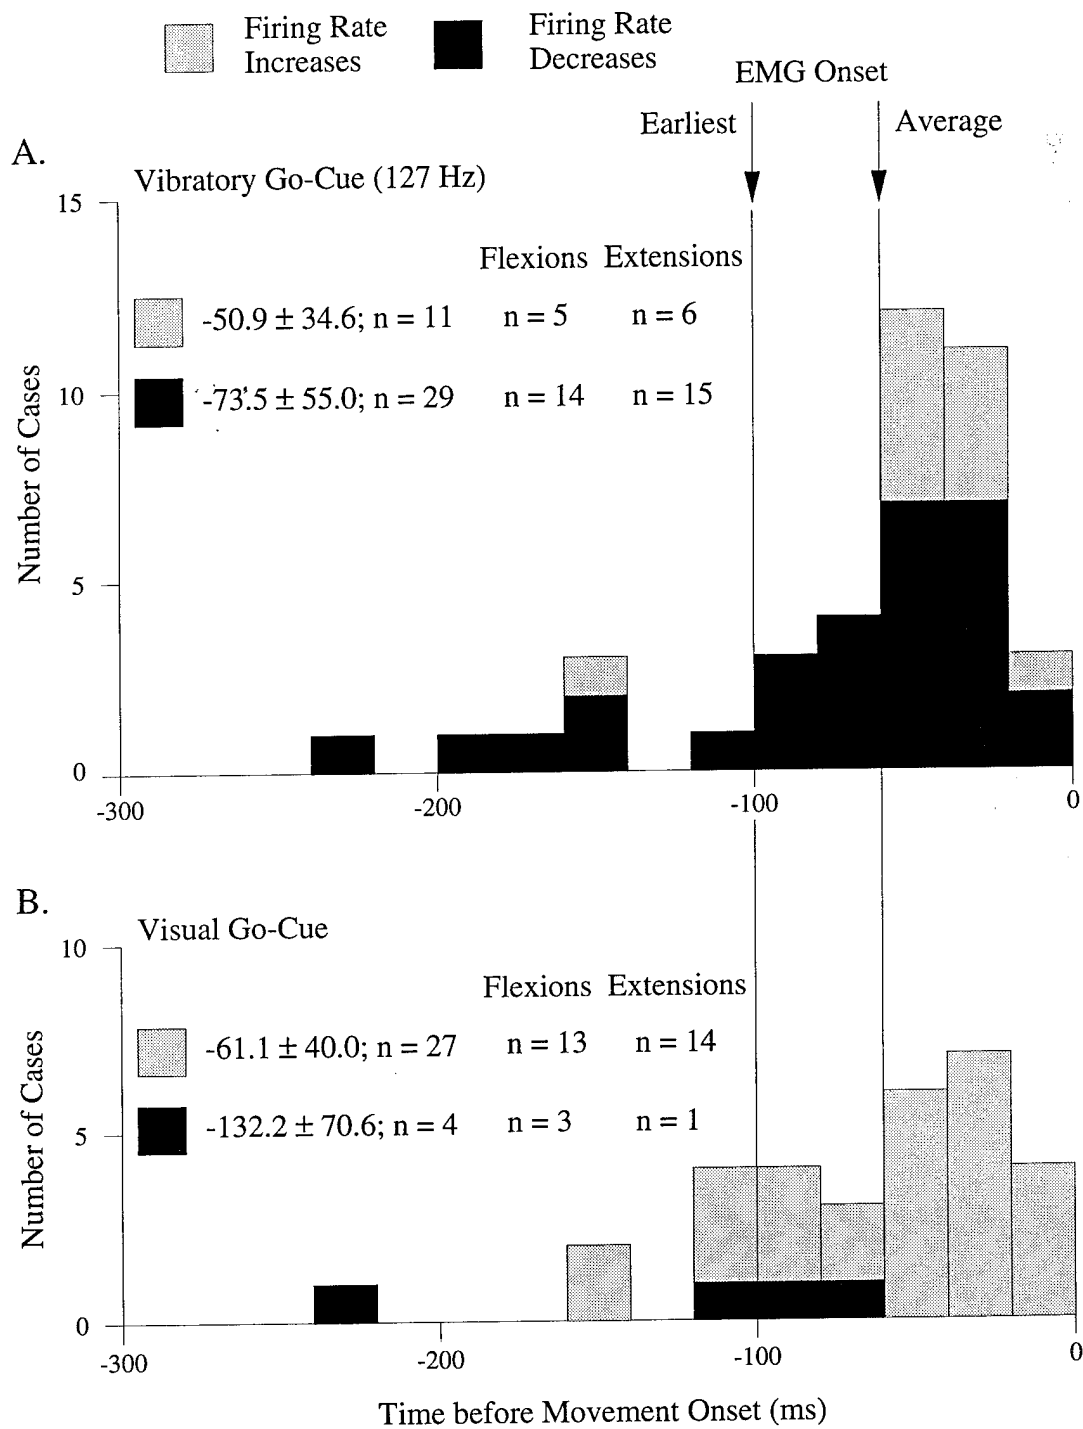 Firing Rate Increases
Firing Rate Decreases
EMG Onset
Earliest
Average
A.
Vibratory Go-Cue (127 Hz)
15
Flexions Extensions
-50.9 ± 34.6; n = 11 n = 5 n = 6
10
-73.5 ± 55.0; n = 29 n = 14 n = 15
Number of Cases
5
0
-300 -200 -100 0
B.
Visual Go-Cue
10
Flexions Extensions
-61.1 ± 40.0; n = 27 n = 13 n = 14
5
-132.2 ± 70.6; n = 4 n = 3 n = 1
Number of Cases
0
-300 -200 -100 0
Time before Movement Onset (ms)